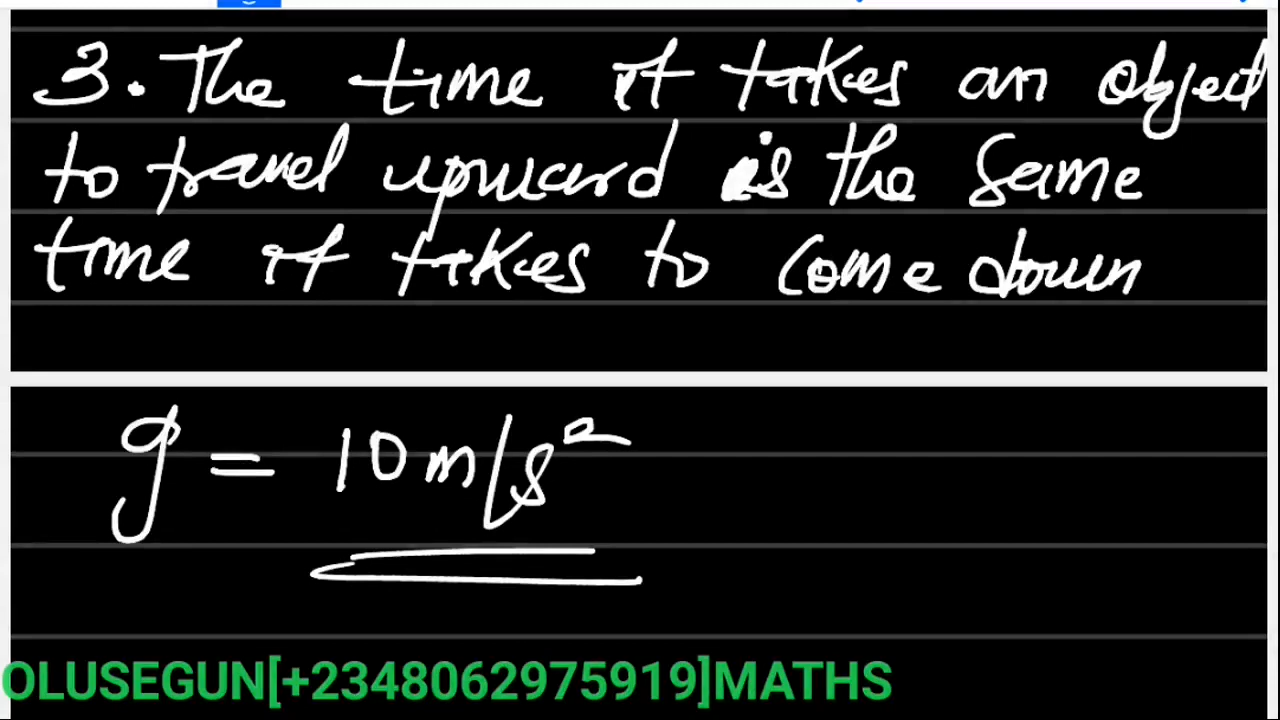 3. The time it takes an object
to travel upward is the same
time it takes to come down
g = 10m/s²
OLUSEGUN[+2348062975919]MATHS